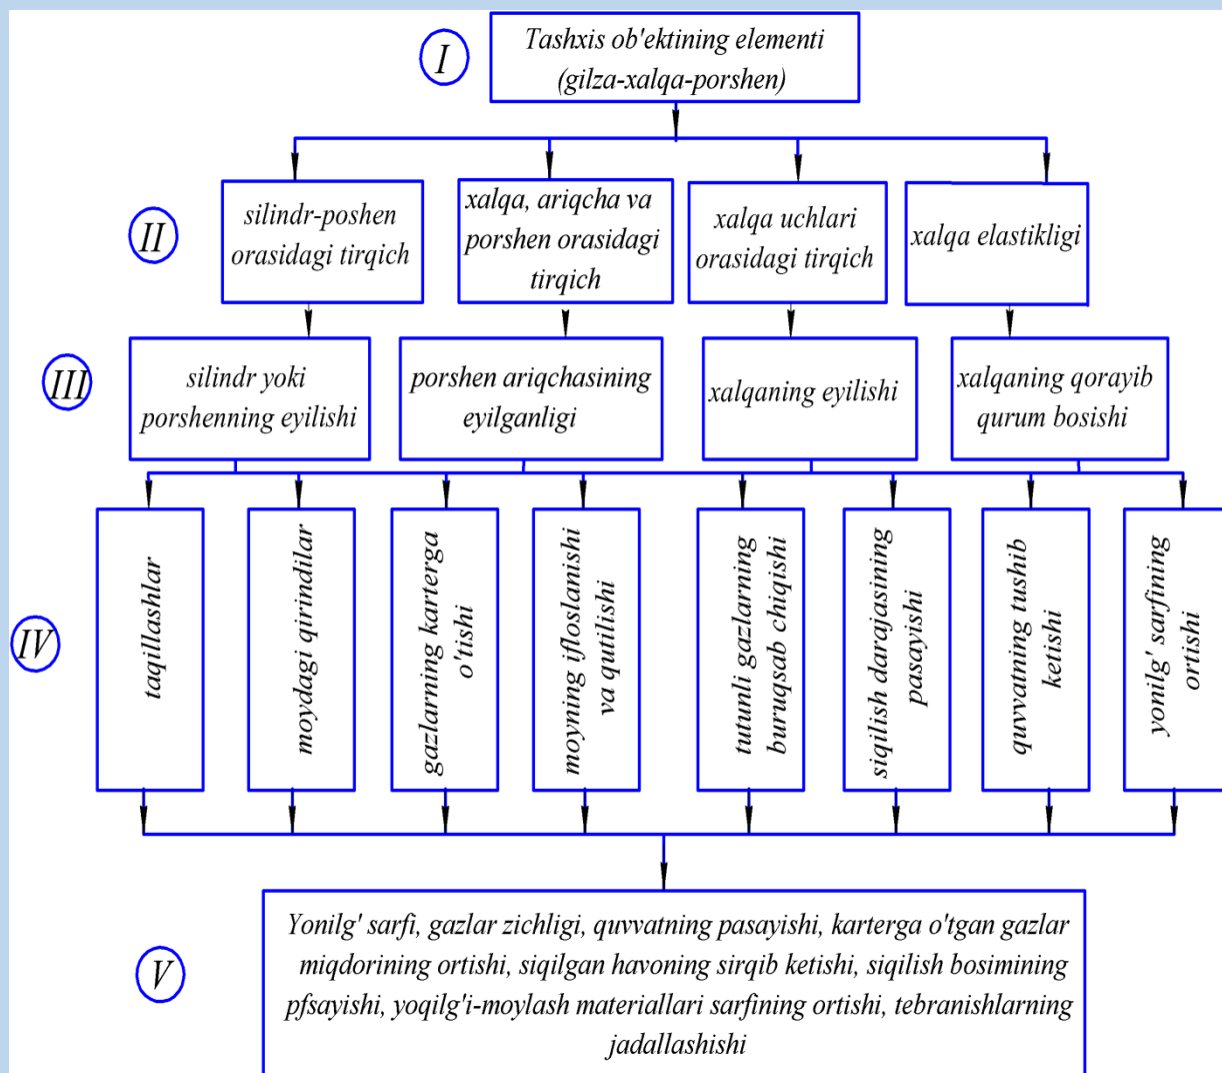 I
Tashxis ob'ektining elementi
(gilza-xalqa-porshen)
II
silindr-poshen
orasidagi tirqich
xalqa, ariqcha va
porshen orasidagi
tirqich
xalqa uchlari
orasidagi tirqich
xalqa elastikligi
III
silindr yoki
porshenning eyilishi
porshen ariqchasining
eyilganligi
xalqaning eyilishi
xalqaning qorayib
qurum bosishi
IV
taqillashlar
moydagi qirindilar
gazlarning karterga
o'tishi
moyning ifloslanishi
va qutilishi
tutunli gazlarning
buruqsab chiqishi
siqilish darajasining
pasayishi
quvvatning tushib
ketishi
yonilg' sarfining
ortishi
V
Yonilg' sarfi, gazlar zichligi, quvvatning pasayishi, karterga o'tgan gazlar
miqdorining ortishi, siqilgan havoning sirqib ketishi, siqilish bosimining
pfsayishi, yoqilg'i-moylash materiallari sarfining ortishi, tebranishlarning
jadallashishi